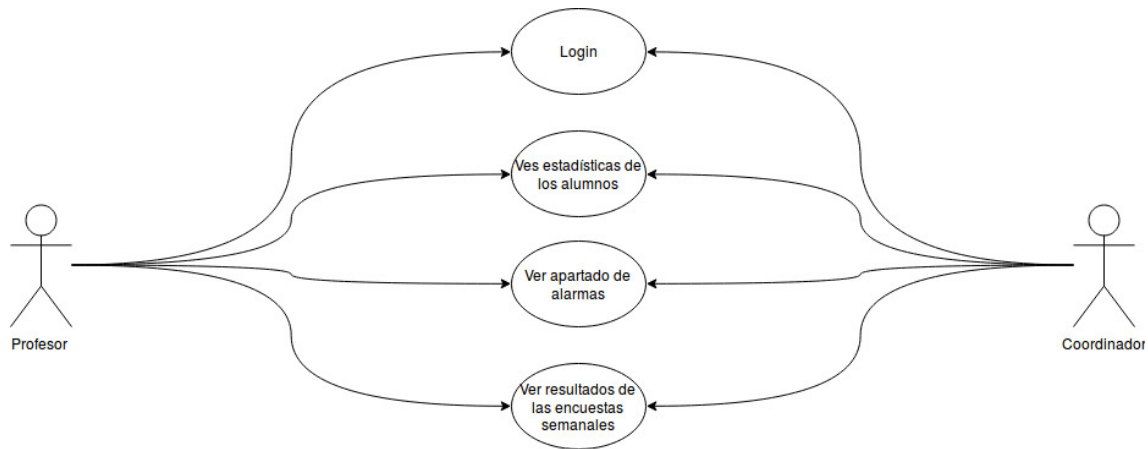 Login
Ves estadísticas de
los alumnos
Ver apartado de
alarmas
Profesor
Coordinador
Ver resultados de
las encuestas
semanales